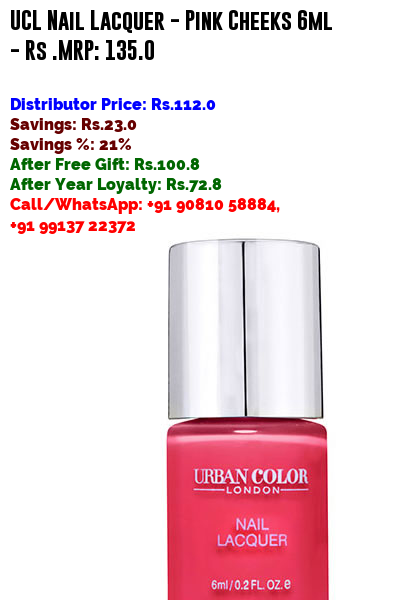 UCL Nail Lacquer - Pink Cheeks 6ml
- Rs .MRP: 135.0
Distributor Price: Rs.112.0
Savings: Rs.23.0
Savings %: 21%
After Free Gift: Rs.100.8
After Year Loyalty: Rs.72.8
Call/WhatsApp: +91 90810 58884,
+91 99137 22372
URBAN COLOR
LONDON
NAIL
LACQUER
6ml/0.2 FL. OZ. e